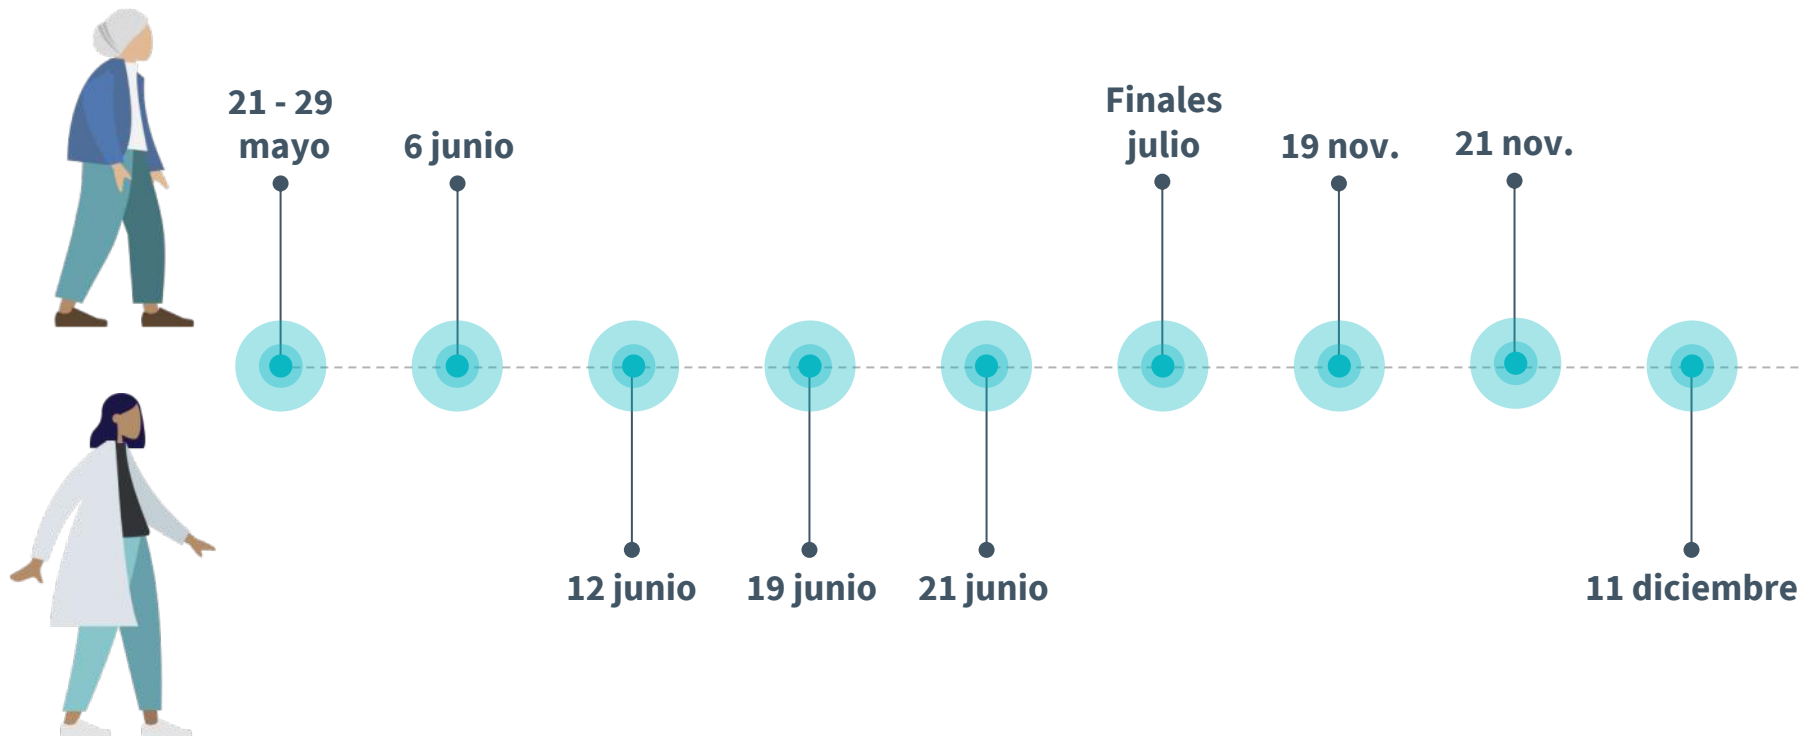 21 - 29
mayo
6 junio
12 junio
19 junio
21 junio
Finales
julio
19 nov.
21 nov.
11 diciembre